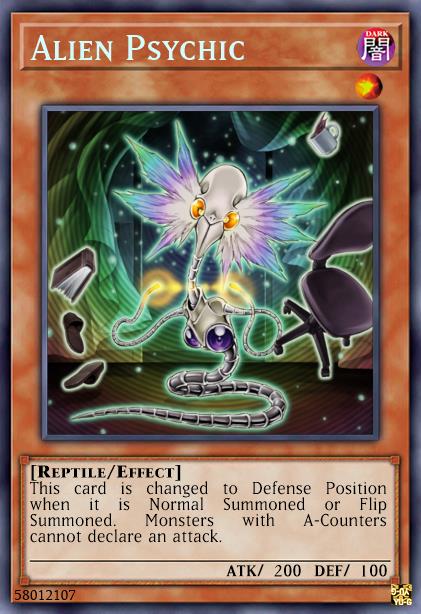 Alien Psychic
DARK
闇
[Reptile/Effect]
This card is changed to Defense Position
when it is Normal Summoned or Flip
Summoned. Monsters with A-Counters
cannot declare an attack.
ATK/ 200 DEF/ 100
58012107